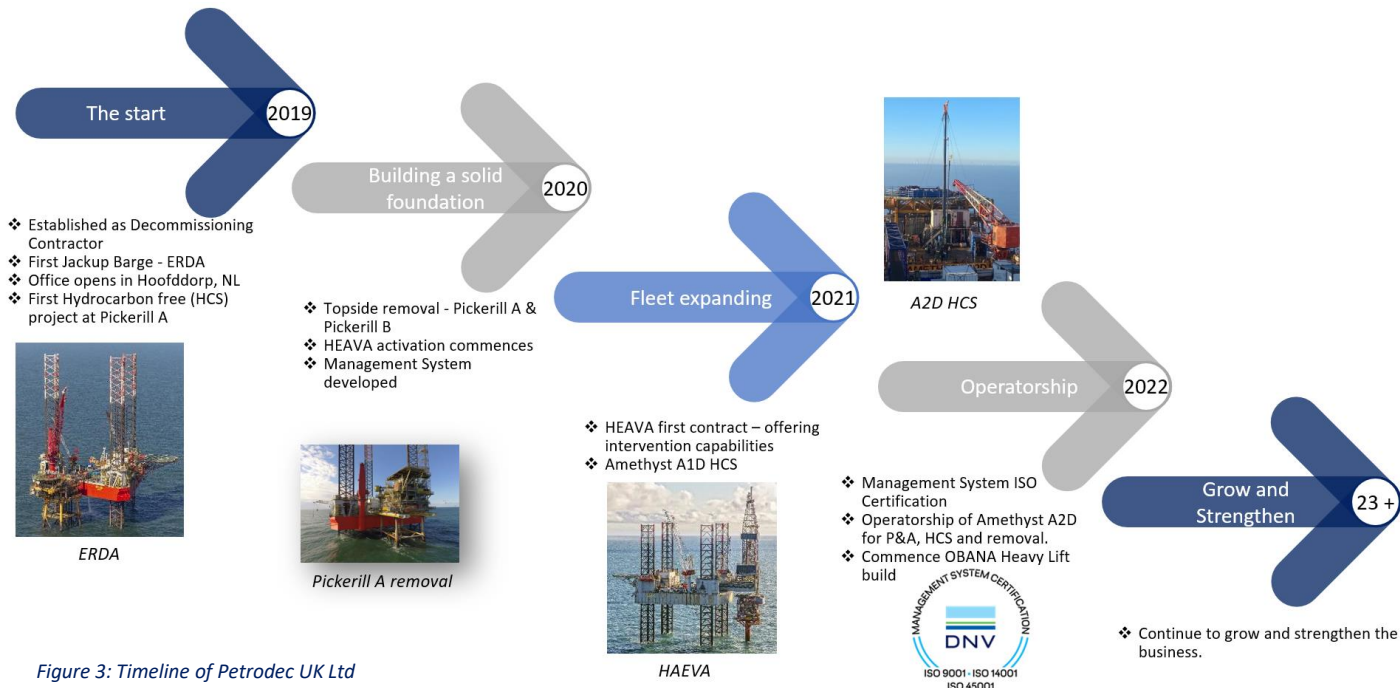 The start
2019
❖ Established as Decommissioning
Contractor
❖ First Jackup Barge - ERDA
❖ Office opens in Hoofddorp, NL
❖ First Hydrocarbon free (HCS)
project at Pickerill A
ERDA
Building a solid
foundation
2020
❖ Topside removal - Pickerill A &
Pickerill B
❖ HEAVA activation commences
❖ Management System
developed
Pickerill A removal
Fleet expanding
2021
❖ HEAVA first contract – offering
intervention capabilities
❖ Amethyst A1D HCS
HAEVA
A2D HCS
Operatorship
2022
❖ Management System ISO
Certification
❖ Operatorship of Amethyst A2D
for P&A, HCS and removal.
❖ Commence OBANA Heavy Lift
build
MANAGEMENT SYSTEM CERTIFICATION
DNV
ISO 9001 • ISO 14001
ISO 45001
Grow and
Strengthen
23 +
❖ Continue to grow and strengthen the
business.
Figure 3: Timeline of Petrodec UK Ltd